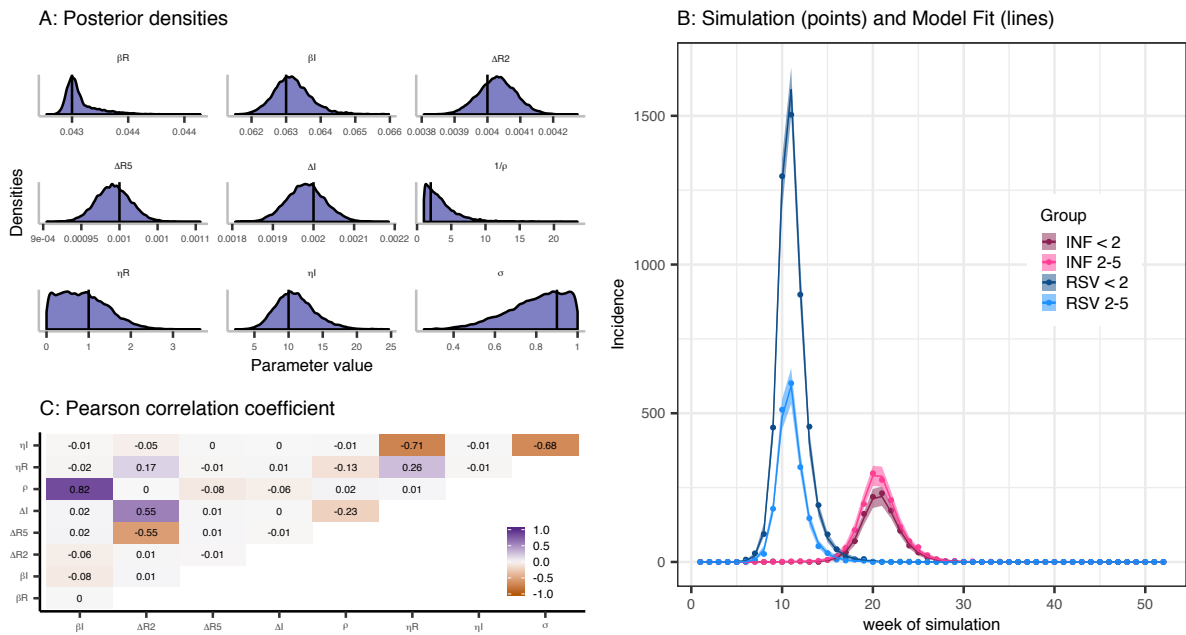 A: Posterior densities
βR
βI
ΔR2
0.043 0.044 0.044
0.062 0.063 0.064 0.065 0.066
0.0038 0.0039 0.004 0.0041 0.0042
ΔR5
ΔI
1/ρ
9e-04 0.00095 0.001 0.001 0.0011
0.0018 0.0019 0.002 0.0021 0.0022
0 5 10 15 20
ηR
ηI
σ
0 1 2 3
5 10 15 20 25
0.4 0.6 0.8 1
Densities
Parameter value
C: Pearson correlation coefficient
ηI -0.01 -0.05 0 0 -0.01 -0.71 -0.01 -0.68
ηR -0.02 0.17 -0.01 0.01 -0.13 0.26 -0.01
ρ 0.82 0 -0.08 -0.06 0.02 0.01
ΔI 0.02 0.55 0.01 0 -0.23
ΔR5 0.02 -0.55 0.01 -0.01
ΔR2 -0.06 0.01 -0.01
βI -0.08 0.01
βR 0
βI ΔR2 ΔR5 ΔI ρ ηR ηI σ
1.0
0.5
0.0
-0.5
-1.0
B: Simulation (points) and Model Fit (lines)
1500
1000
500
0
Incidence
Group
INF < 2
INF 2-5
RSV < 2
RSV 2-5
0 10 20 30 40 50
week of simulation